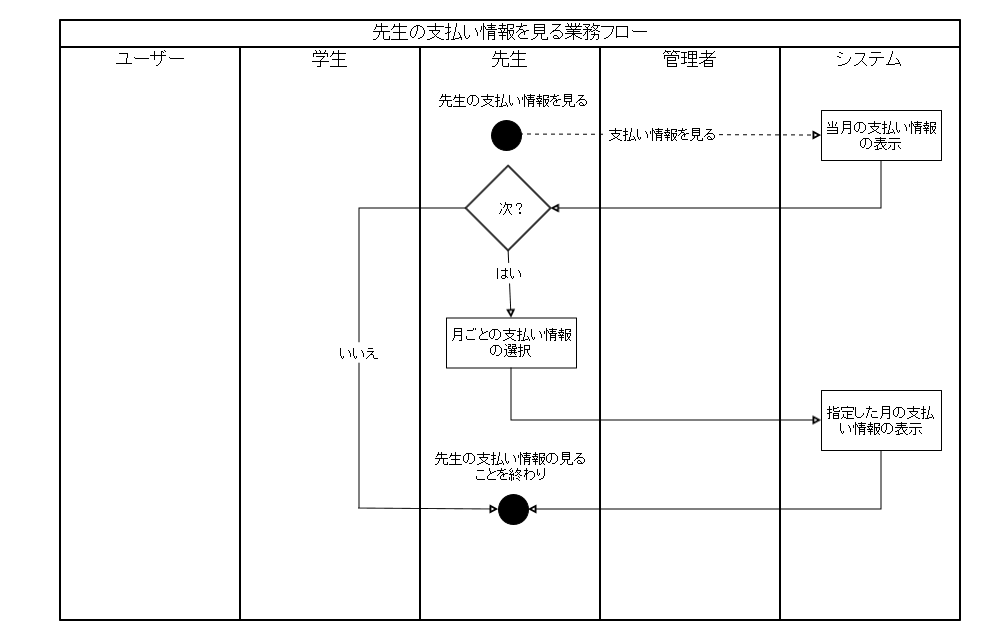 先生の支払い情報を見る業務フロー
ユーザー
学生
先生
管理者
システム
先生の支払い情報を見る
支払い情報を見る
当月の支払い情報
の表示
次？
はい
月ごとの支払い情報
の選択
いいえ
指定した月の支払
い情報の表示
先生の支払い情報の見る
ことを終わり